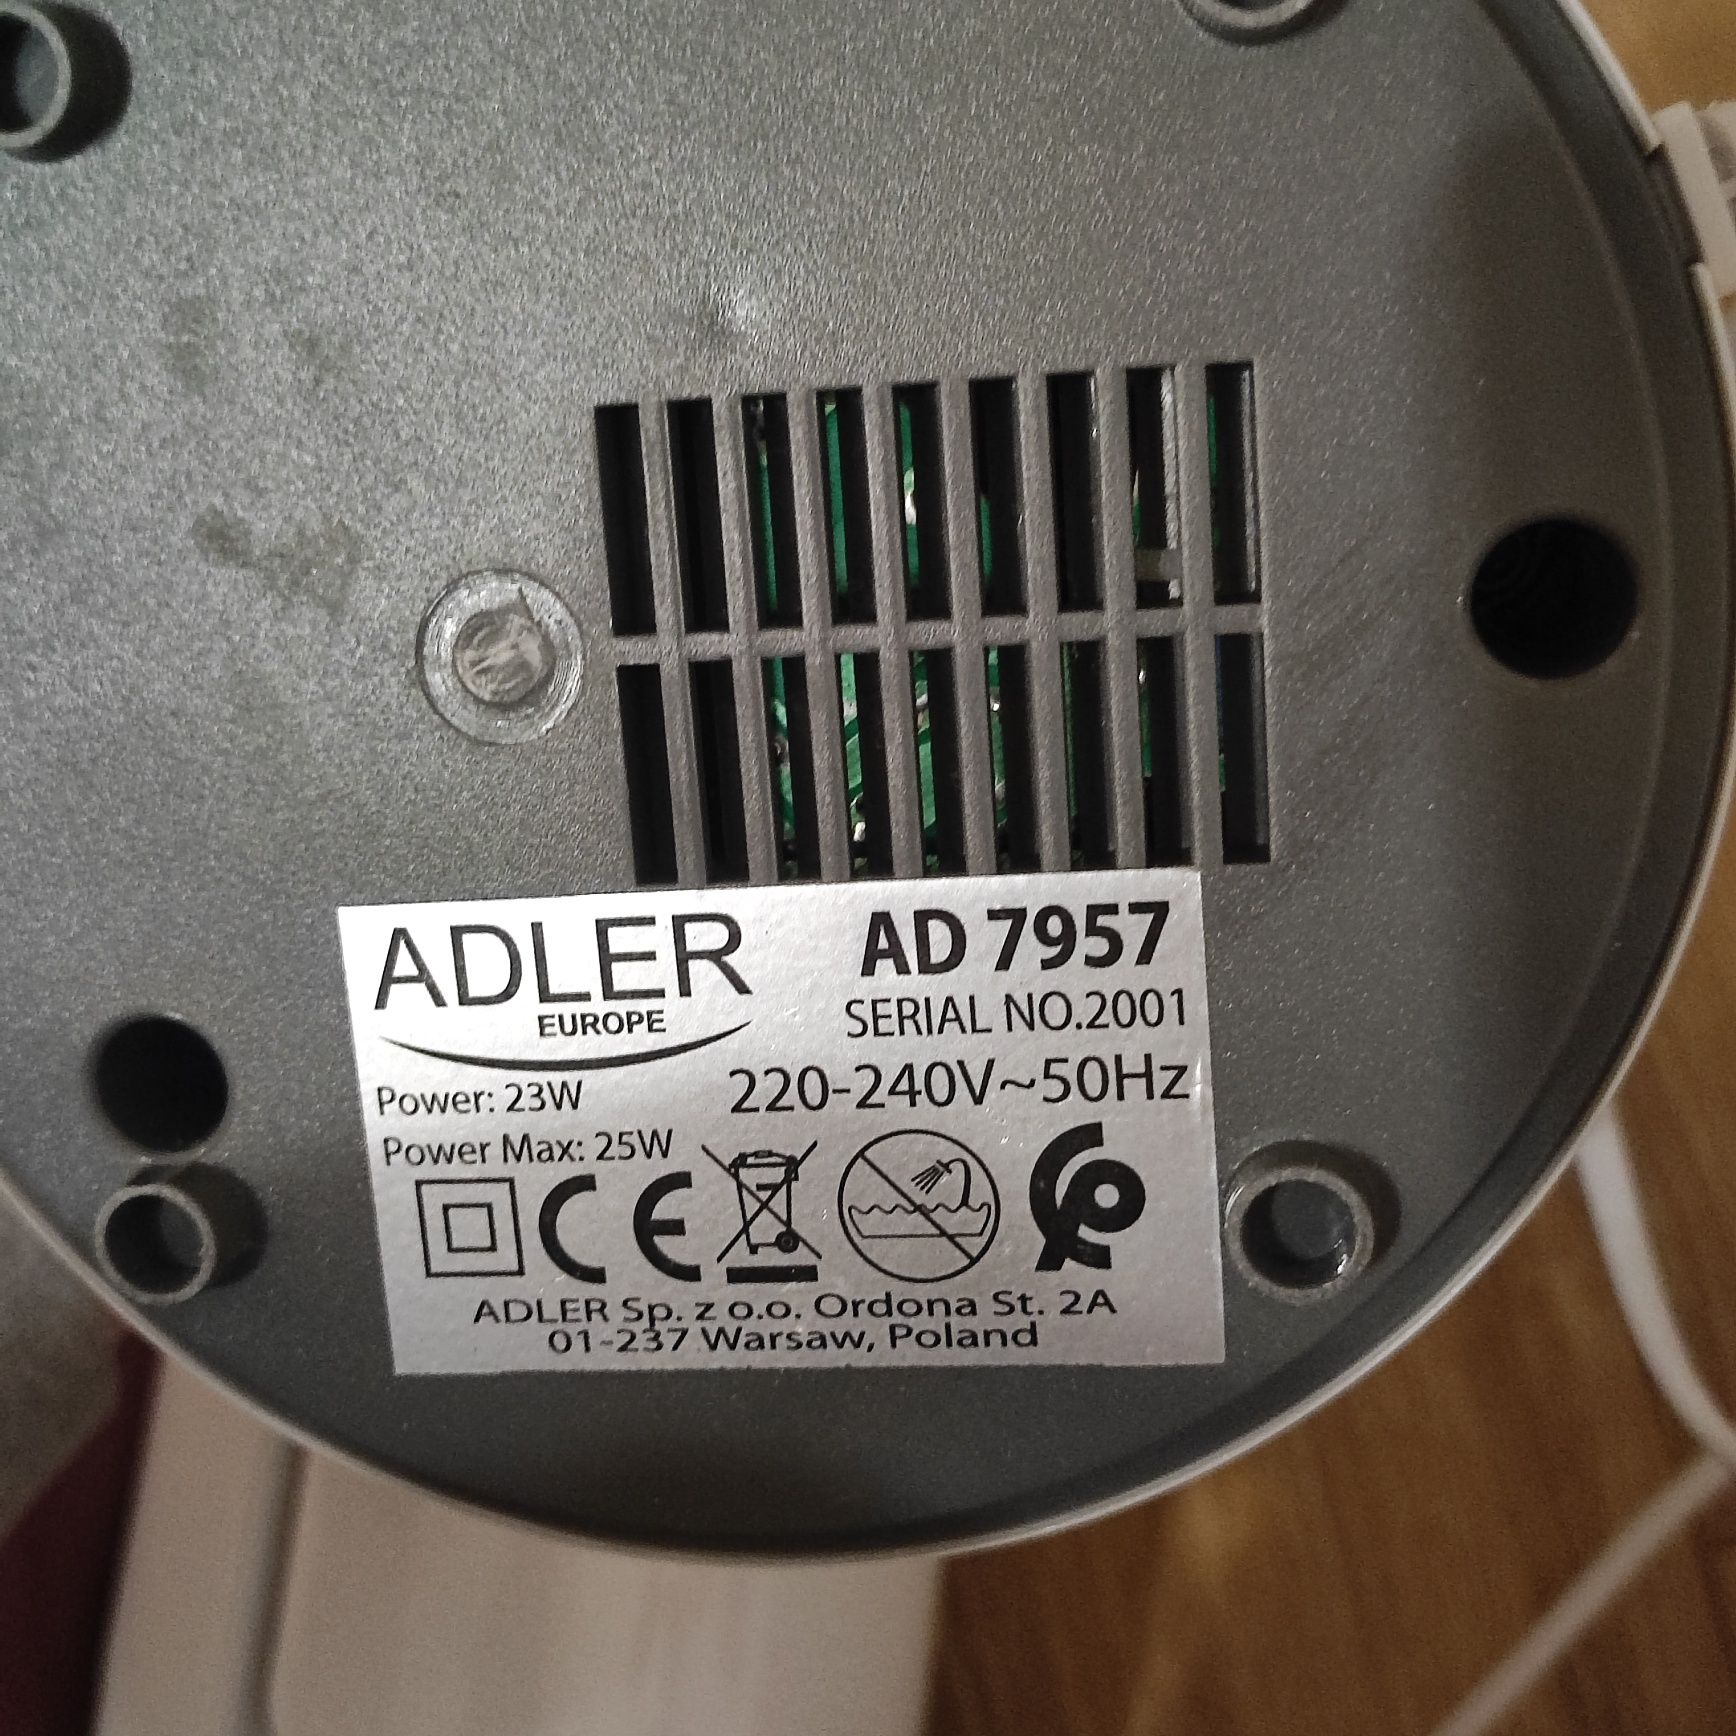 ADLER
EUROPE
AD 7957
SERIAL NO.2001
Power: 23W
220-240V~50Hz
Power Max: 25W
CE
ADLER Sp. z o.o. Ordona St. 2A
01-237 Warsaw, Poland